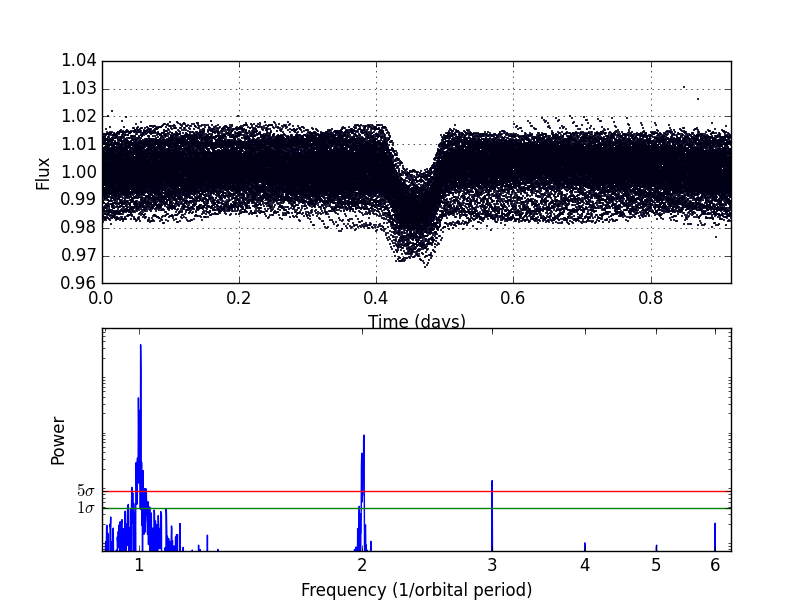 1.04
1.03
1.02
1.01
1.00
0.99
0.98
0.97
0.96
Flux
0.0 0.2 0.4 0.6 0.8
Time (days)
Power
5σ
1σ
1 2 3 4 5 6
Frequency (1/orbital period)